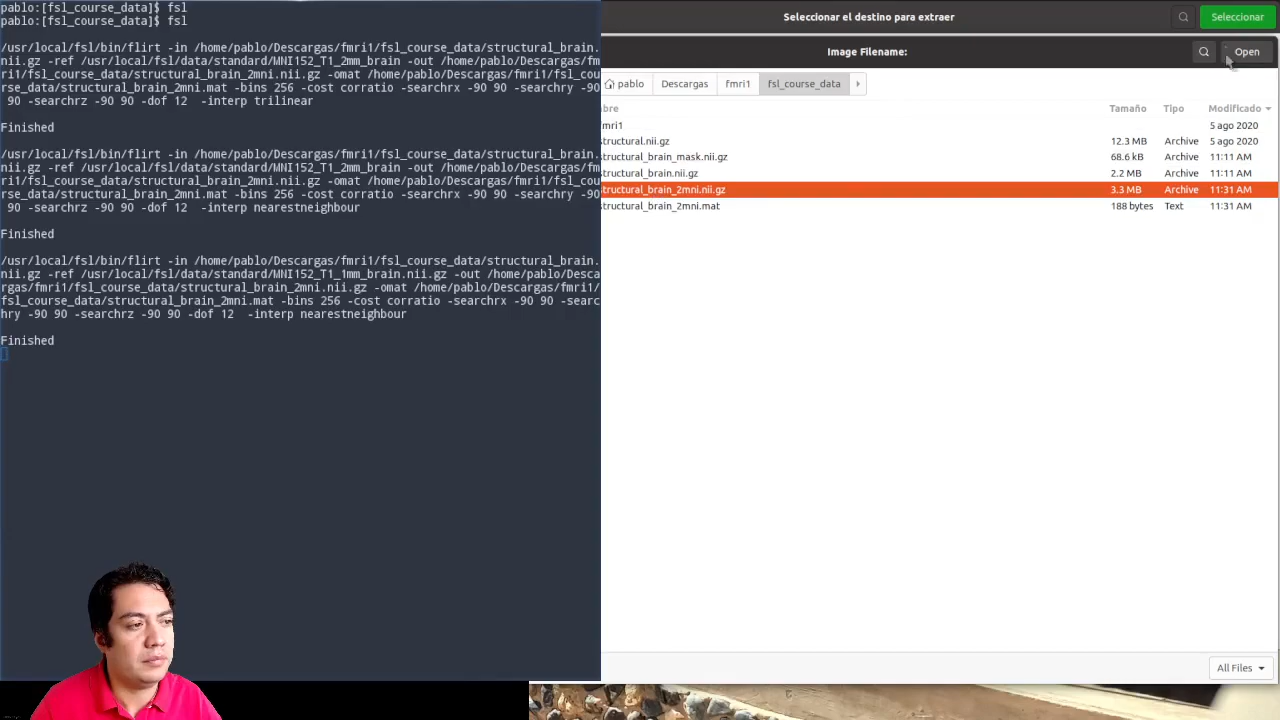 pablo:[fsl_course_data]$ fsl
pablo:[fsl_course_data]$ fsl
/usr/local/fsl/bin/flirt -in /home/pablo/Descargas/fmri1/fsl_course_data/structural_brain.
nii.gz -ref /usr/local/fsl/data/standard/MNI152_T1_2mm_brain -out /home/pablo/Descargas/fm
ri1/fsl_course_data/structural_brain_2mni.nii.gz -omat /home/pablo/Descargas/fmri1/fsl_cou
rse_data/structural_brain_2mni.mat -bins 256 -cost corratio -searchrx -90 90 -searchry -90
90 -searchrz -90 90 -dof 12  -interp trilinear
Finished
/usr/local/fsl/bin/flirt -in /home/pablo/Descargas/fmri1/fsl_course_data/structural_brain.
nii.gz -ref /usr/local/fsl/data/standard/MNI152_T1_2mm_brain -out /home/pablo/Descargas/fm
ri1/fsl_course_data/structural_brain_2mni.nii.gz -omat /home/pablo/Descargas/fmri1/fsl_cou
rse_data/structural_brain_2mni.mat -bins 256 -cost corratio -searchrx -90 90 -searchry -90
90 -searchrz -90 90 -dof 12  -interp nearestneighbour
Finished
/usr/local/fsl/bin/flirt -in /home/pablo/Descargas/fmri1/fsl_course_data/structural_brain.
nii.gz -ref /usr/local/fsl/data/standard/MNI152_T1_1mm_brain.nii.gz -out /home/pablo/Desca
rgas/fmri1/fsl_course_data/structural_brain_2mni.nii.gz -omat /home/pablo/Descargas/fmri1/
fsl_course_data/structural_brain_2mni.mat -bins 256 -cost corratio -searchrx -90 90 -searc
hry -90 90 -searchrz -90 90 -dof 12  -interp nearestneighbour
Finished
Seleccionar el destino para extraer
Seleccionar
Image Filename:
Open
pablo Descargas fmri1 fsl_course_data
bre Tamaño Tipo Modificado
fmri1 5 ago 2020
structural.nii.gz 12.3 MB Archive 5 ago 2020
structural_brain_mask.nii.gz 68.6 kB Archive 11:11 AM
structural_brain.nii.gz 2.2 MB Archive 11:11 AM
structural_brain_2mni.nii.gz 3.3 MB Archive 11:31 AM
structural_brain_2mni.mat 188 bytes Text 11:31 AM
All Files